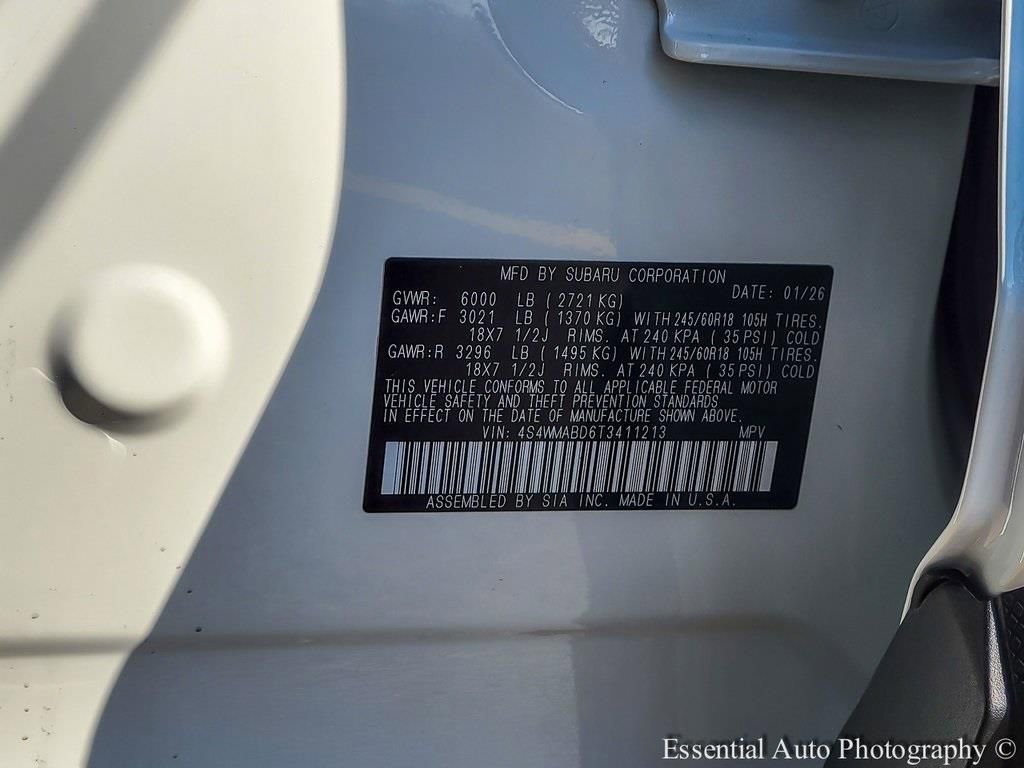 MFD BY SUBARU CORPORATION
DATE: 01/26
GVWR: 6000 LB ( 2721 KG)
GAWR:F 3021 LB ( 1370 KG) WITH 245/60R18 105H TIRES.
18X7 1/2J RIMS. AT 240 KPA ( 35 PSI) COLD
GAWR:R 3296 LB ( 1495 KG) WITH 245/60R18 105H TIRES.
18X7 1/2J RIMS. AT 240 KPA ( 35 PSI) COLD
THIS VEHICLE CONFORMS TO ALL APPLICABLE FEDERAL MOTOR
VEHICLE SAFETY AND THEFT PREVENTION STANDARDS
IN EFFECT ON THE DATE OF MANUFACTURE SHOWN ABOVE.
VIN: 4S4WMABD6T3411213 MPV
ASSEMBLED BY SIA INC. MADE IN U.S.A.
Essential Auto Photography ©